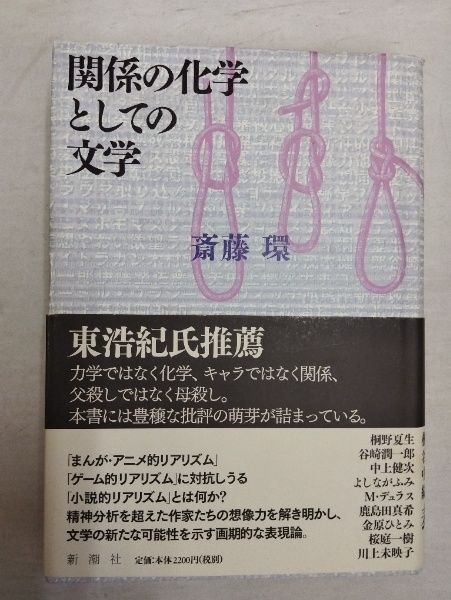 関係の化学
としての
文学
斎藤 環
東浩紀氏推薦
力学ではなく化学、キャラではなく関係、
父殺しではなく母殺し。
本書には豊穣な批評の萌芽が詰まっている。
「まんが・アニメ的リアリズム」
「ゲーム的リアリズム」に対抗しうる
「小説的リアリズム」とは何か?
精神分析を超えた作家たちの想像力を解き明かし、
文学の新たな可能性を示す画期的な表現論。
新潮社 定価:本体2200円(税別)
桐野夏生
谷崎潤一郎
中上健次
よしながふみ
M・デュラス
鹿島田真希
金原ひとみ
桜庭一樹
川上未映子